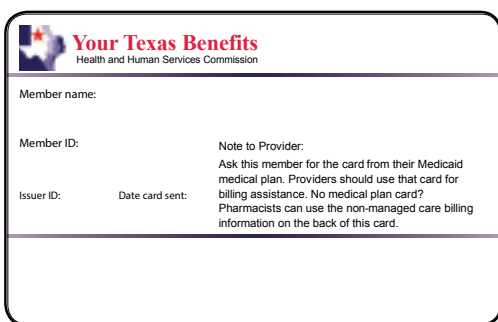 Your Texas Benefits
Health and Human Services Commission
Member name:
Member ID:
Note to Provider:
Ask this member for the card from their Medicaid
medical plan. Providers should use that card for
Issuer ID: Date card sent: billing assistance. No medical plan card?
Pharmacists can use the non-managed care billing
information on the back of this card.